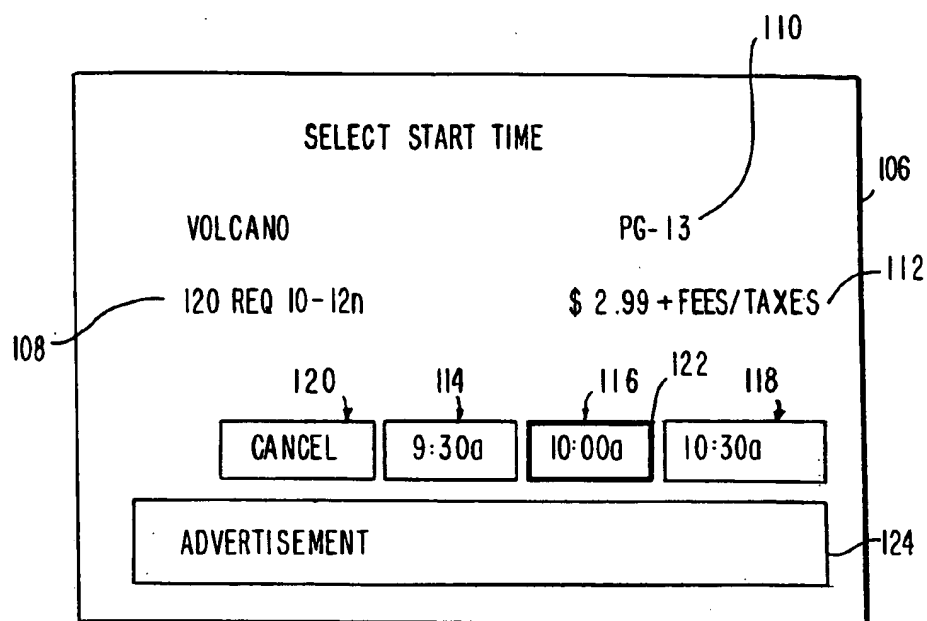 110
SELECT START TIME
106
VOLCANO PG-13
112
120 REQ 10-12n $ 2.99 + FEES/TAXES
108
120 114 116 122 118
CANCEL 9:30a 10:00a 10:30a
ADVERTISEMENT
124